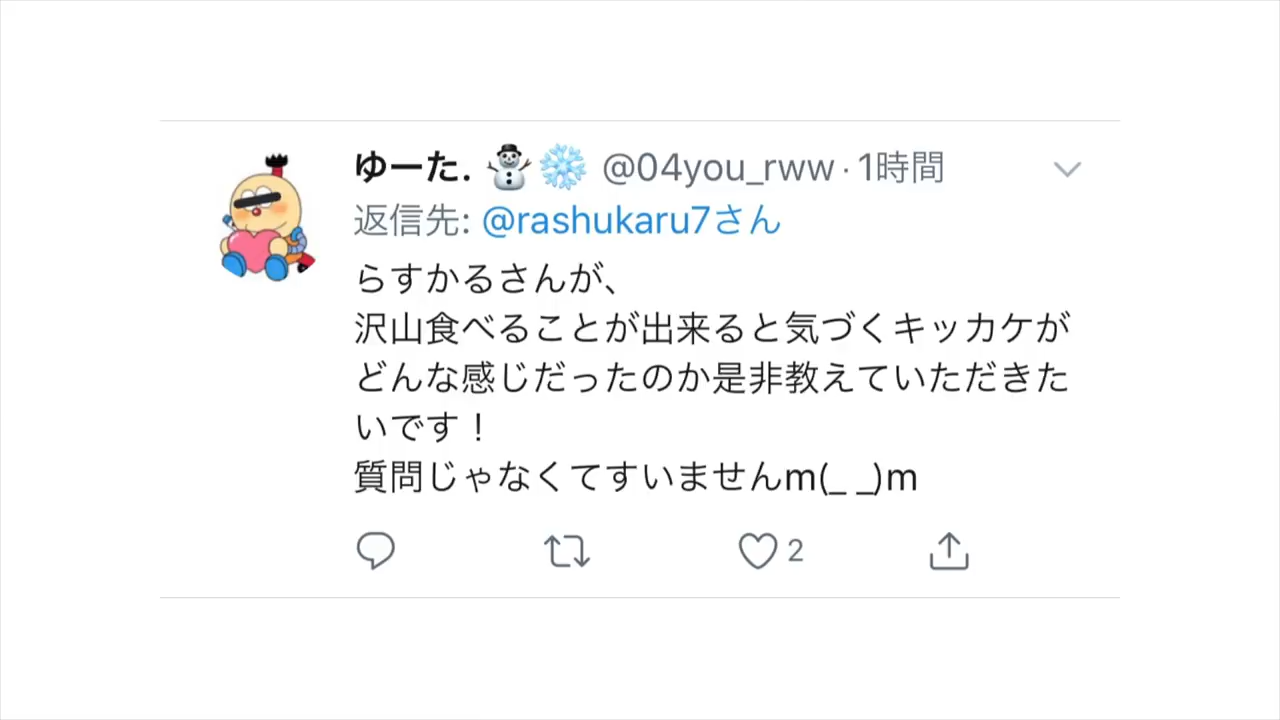 ゆーた. ⛄❄️ @04you_rww · 1時間
返信先: @rashukaru7さん
らすかるさんが、
沢山食べることが出来ると気づくキッカケが
どんな感じだったのか是非教えていただきた
いです！
質問じゃなくてすいませんm(_ _)m
2